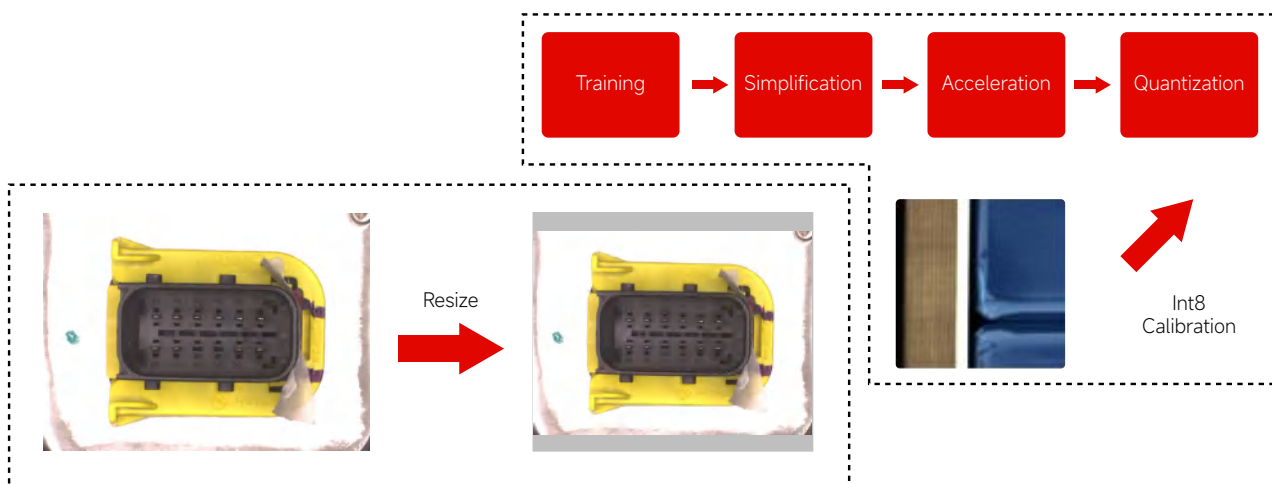 Training
Simplification
Acceleration
Quantization
Resize
Int8
Calibration